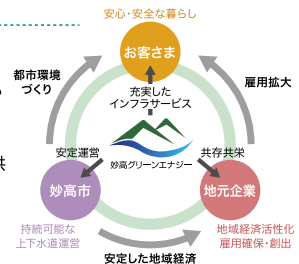 安心・安全な暮らし
お客さま
都市環境
づくり
充実した
インフラサービス
雇用拡大
安定運営
妙高グリーンエナジー
共存共栄
妙高市
地元企業
持続可能な
上下水道運営
地域経済活性化
雇用確保・創出
安定した地域経済